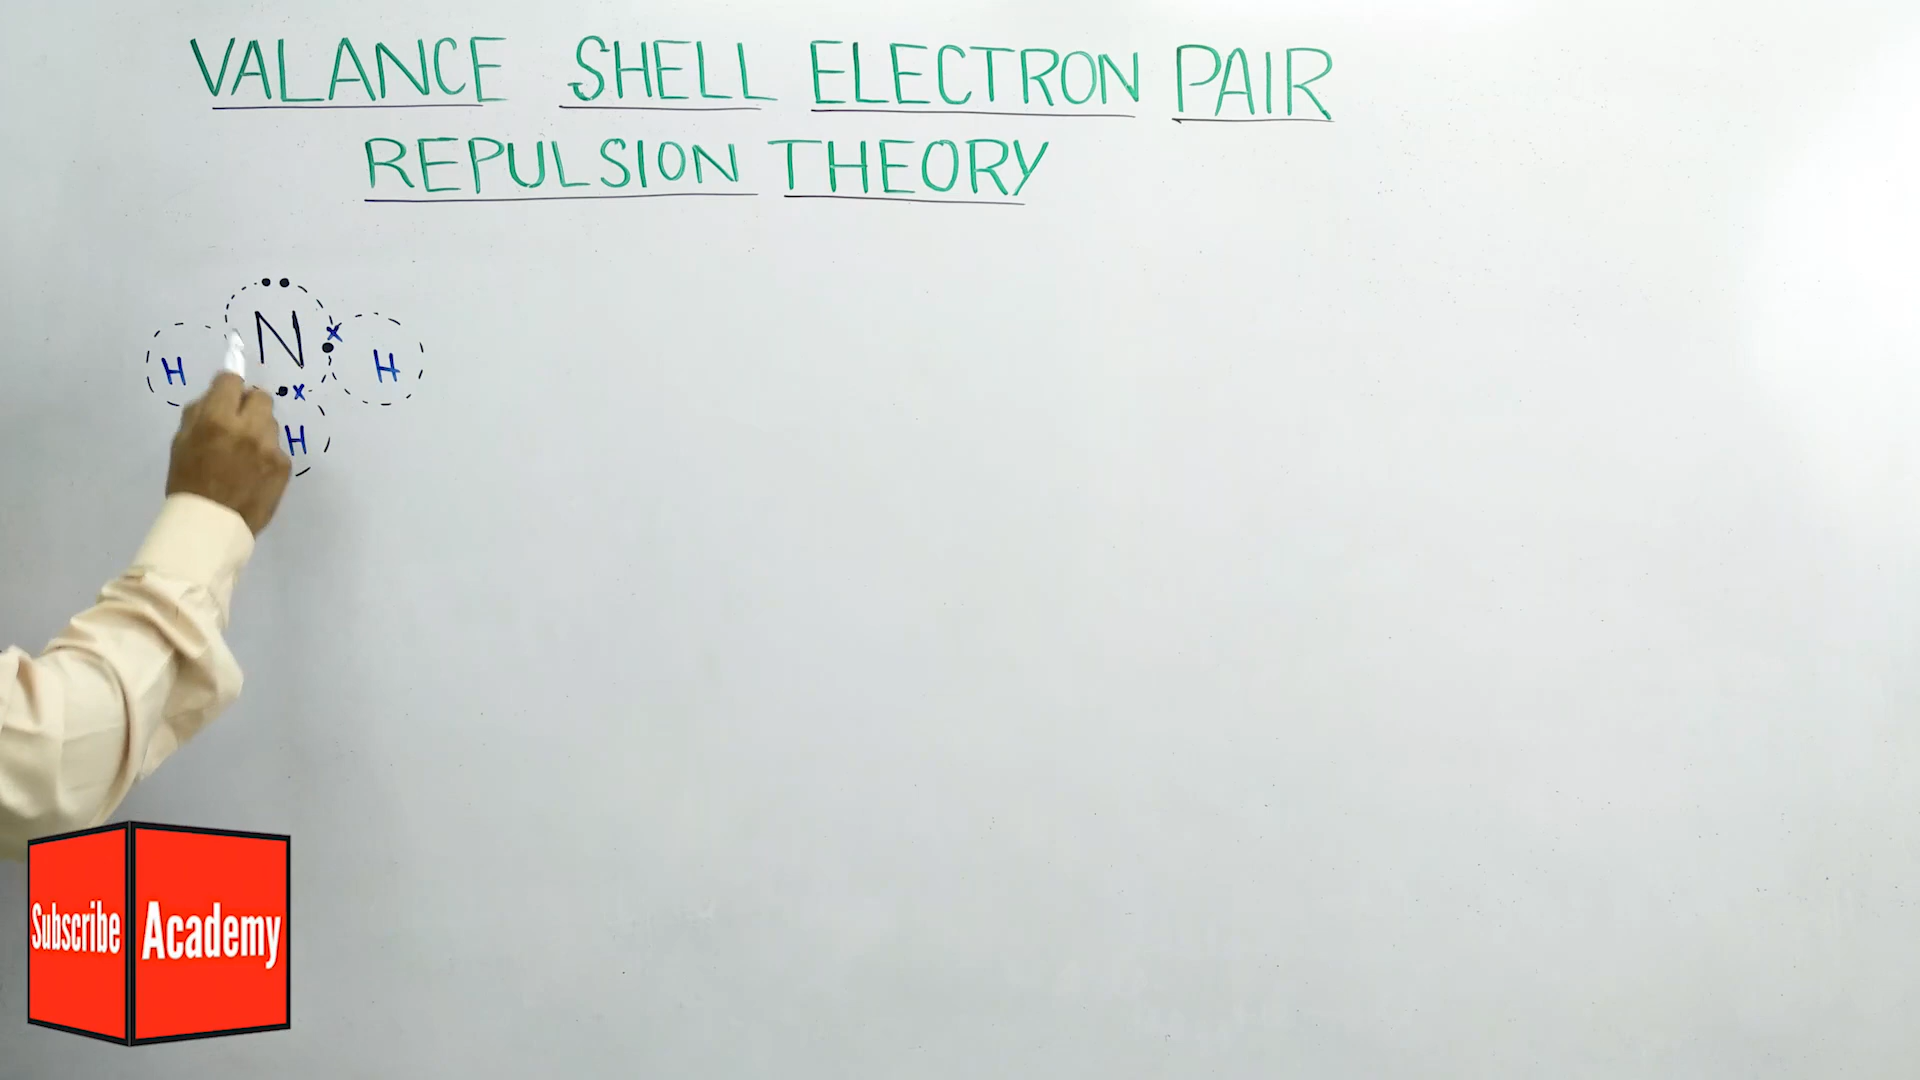 VALANCE SHELL ELECTRON PAIR
REPULSION THEORY
N
x
H
H
x
H
Subscribe Academy